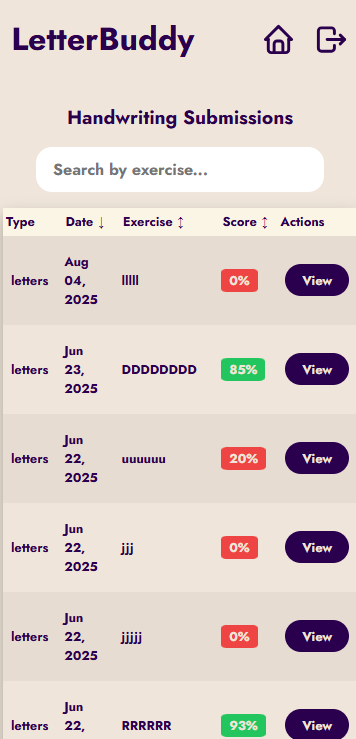 LetterBuddy
Handwriting Submissions
Search by exercise...
Type Date ↓ Exercise ↕ Score ↕ Actions
letters Aug 04, 2025 lllll 0% View
letters Jun 23, 2025 DDDDDDDD 85% View
letters Jun 22, 2025 uuuuuu 20% View
letters Jun 22, 2025 jjj 0% View
letters Jun 22, 2025 jjjjj 0% View
letters Jun 22, RRRRRR 93% View